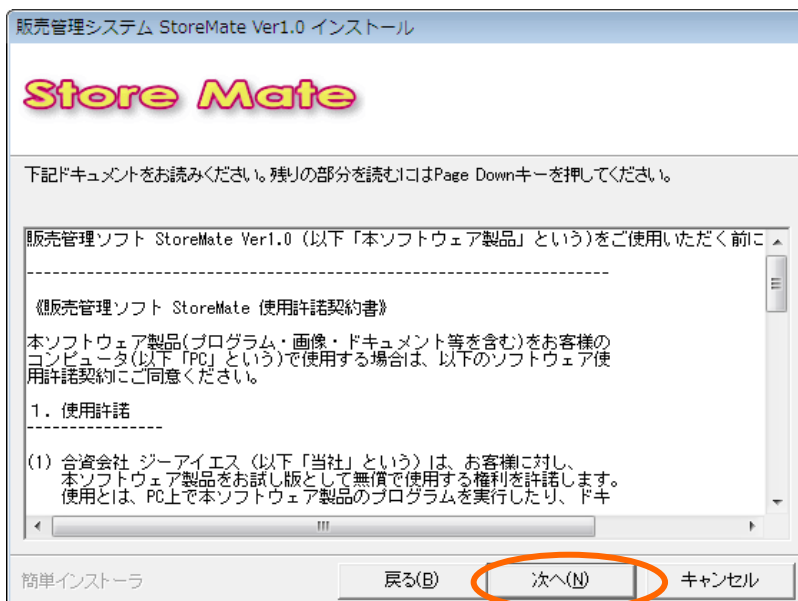 販売管理システム StoreMate Ver1.0 インストール
Store Mate
下記ドキュメントをお読みください。残りの部分を読むにはPage Downキーを押してください。
販売管理ソフト StoreMate Ver1.0 (以下「本ソフトウェア製品」という)をご使用いただく前に
--------------------------------------------------------------------
《販売管理ソフト StoreMate 使用許諾契約書》
本ソフトウェア製品(プログラム・画像・ドキュメント等を含む)をお客様の
コンピュータ(以下「PC」という)で使用する場合は、以下のソフトウェア使
用許諾契約にご同意ください。
1. 使用許諾
----------------
(1) 合資会社 ジーアイエス (以下「当社」という) は、お客様に対し、
本ソフトウェア製品をお試し版として無償で使用する権利を許諾します。
使用とは、PC上で本ソフトウェア製品のプログラムを実行したり、ドキ
簡単インストーラ
戻る(B)
次へ(N)
キャンセル